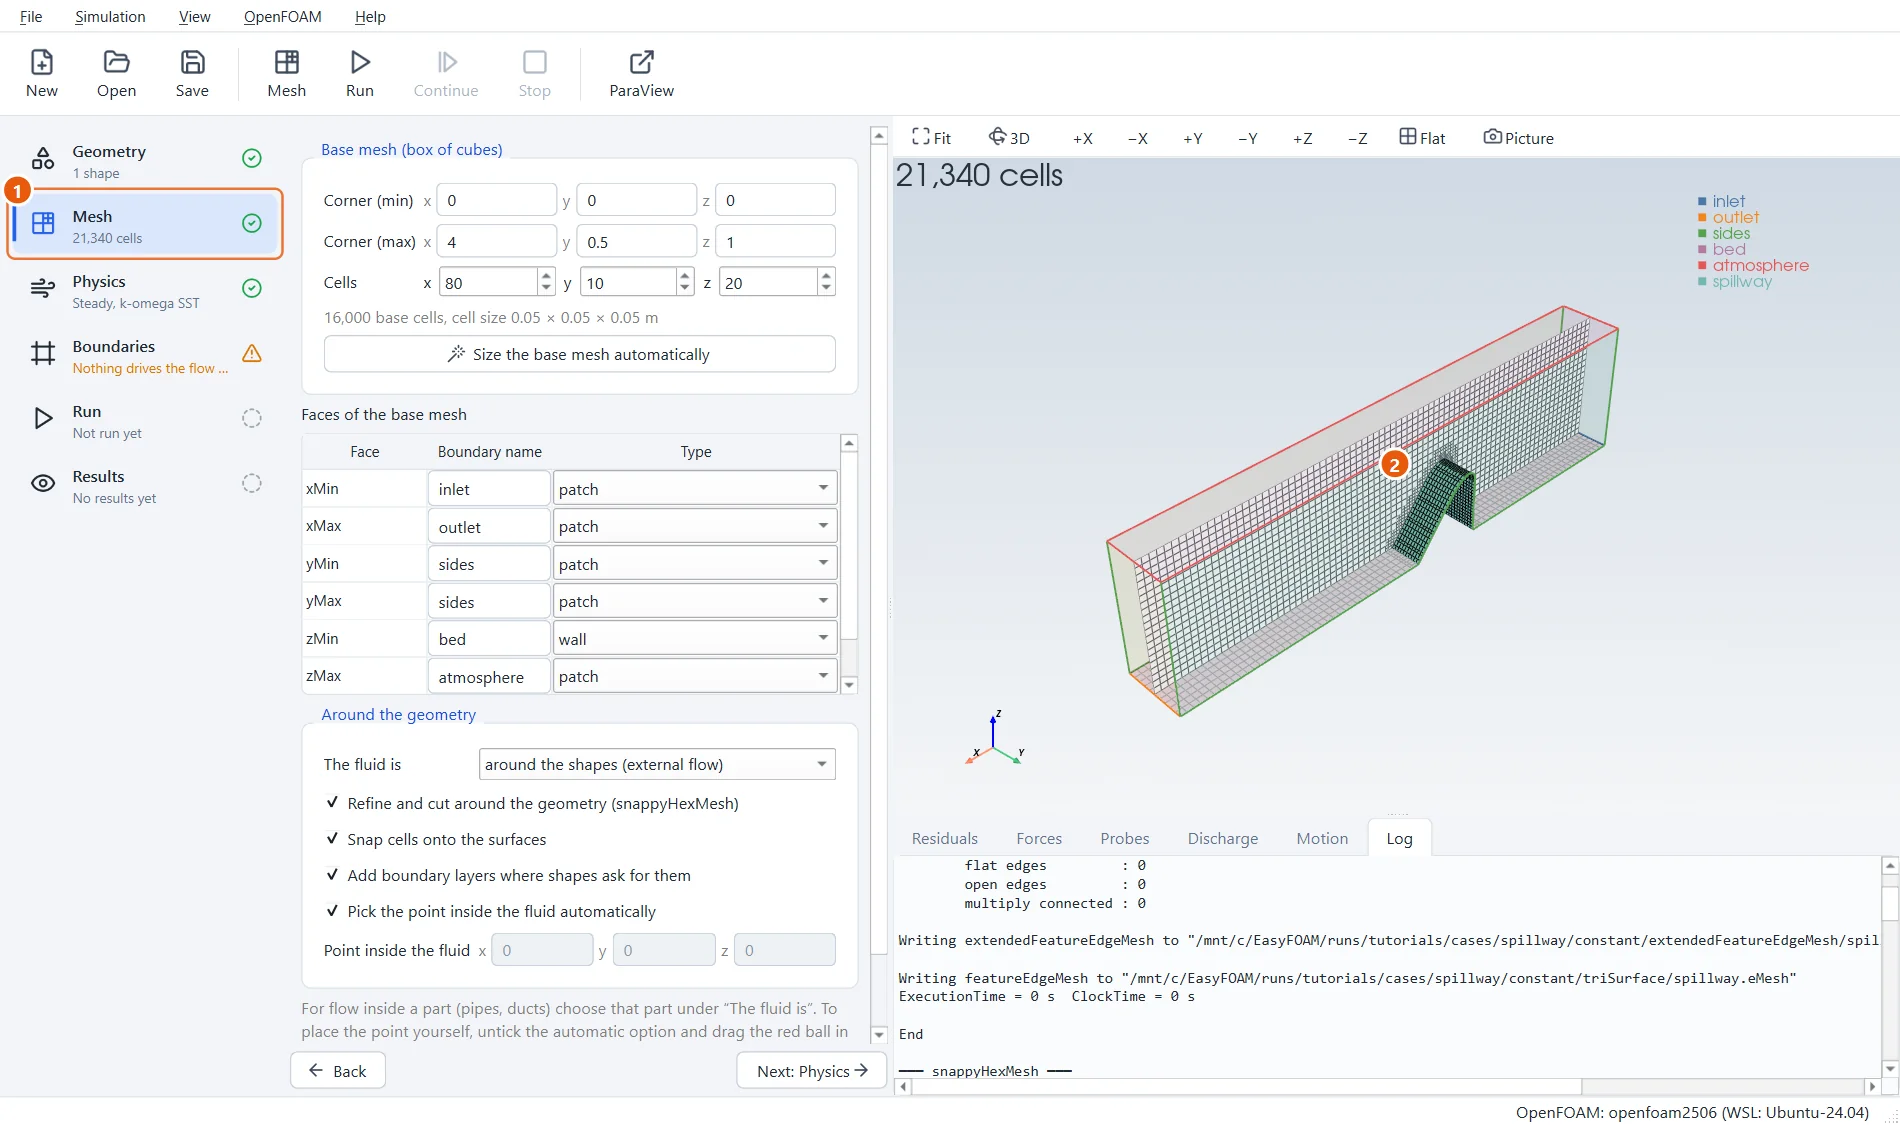 File Simulation View OpenFOAM Help
New Open Save Mesh Run Continue Stop ParaView
Geometry
1 shape
1
Mesh
21,340 cells
Physics
Steady, k-omega SST
Boundaries
Nothing drives the flow ...
Run
Not run yet
Results
No results yet
Base mesh (box of cubes)
Corner (min) x 0 y 0 z 0
Corner (max) x 4 y 0.5 z 1
Cells x 80 y 10 z 20
16,000 base cells, cell size 0.05 × 0.05 × 0.05 m
Size the base mesh automatically
Faces of the base mesh
Face Boundary name Type
xMin inlet patch
xMax outlet patch
yMin sides patch
yMax sides patch
zMin bed wall
zMax atmosphere patch
Around the geometry
The fluid is around the shapes (external flow)
Refine and cut around the geometry (snappyHexMesh)
Snap cells onto the surfaces
Add boundary layers where shapes ask for them
Pick the point inside the fluid automatically
Point inside the fluid x 0 y 0 z 0
For flow inside a part (pipes, ducts) choose that part under “The fluid is”. To
place the point yourself, untick the automatic option and drag the red ball in
Back Next: Physics
Fit 3D +X −X +Y −Y +Z −Z Flat Picture
21,340 cells
inlet
outlet
sides
bed
atmosphere
spillway
2
Z
X Y
Residuals Forces Probes Discharge Motion Log
flat edges : 0
open edges : 0
multiply connected : 0
Writing extendedFeatureEdgeMesh to "/mnt/c/EasyFOAM/runs/tutorials/cases/spillway/constant/extendedFeatureEdgeMesh/spil
Writing featureEdgeMesh to "/mnt/c/EasyFOAM/runs/tutorials/cases/spillway/constant/triSurface/spillway.eMesh"
ExecutionTime = 0 s ClockTime = 0 s
End
─── snappyHexMesh ───
OpenFOAM: openfoam2506 (WSL: Ubuntu-24.04)